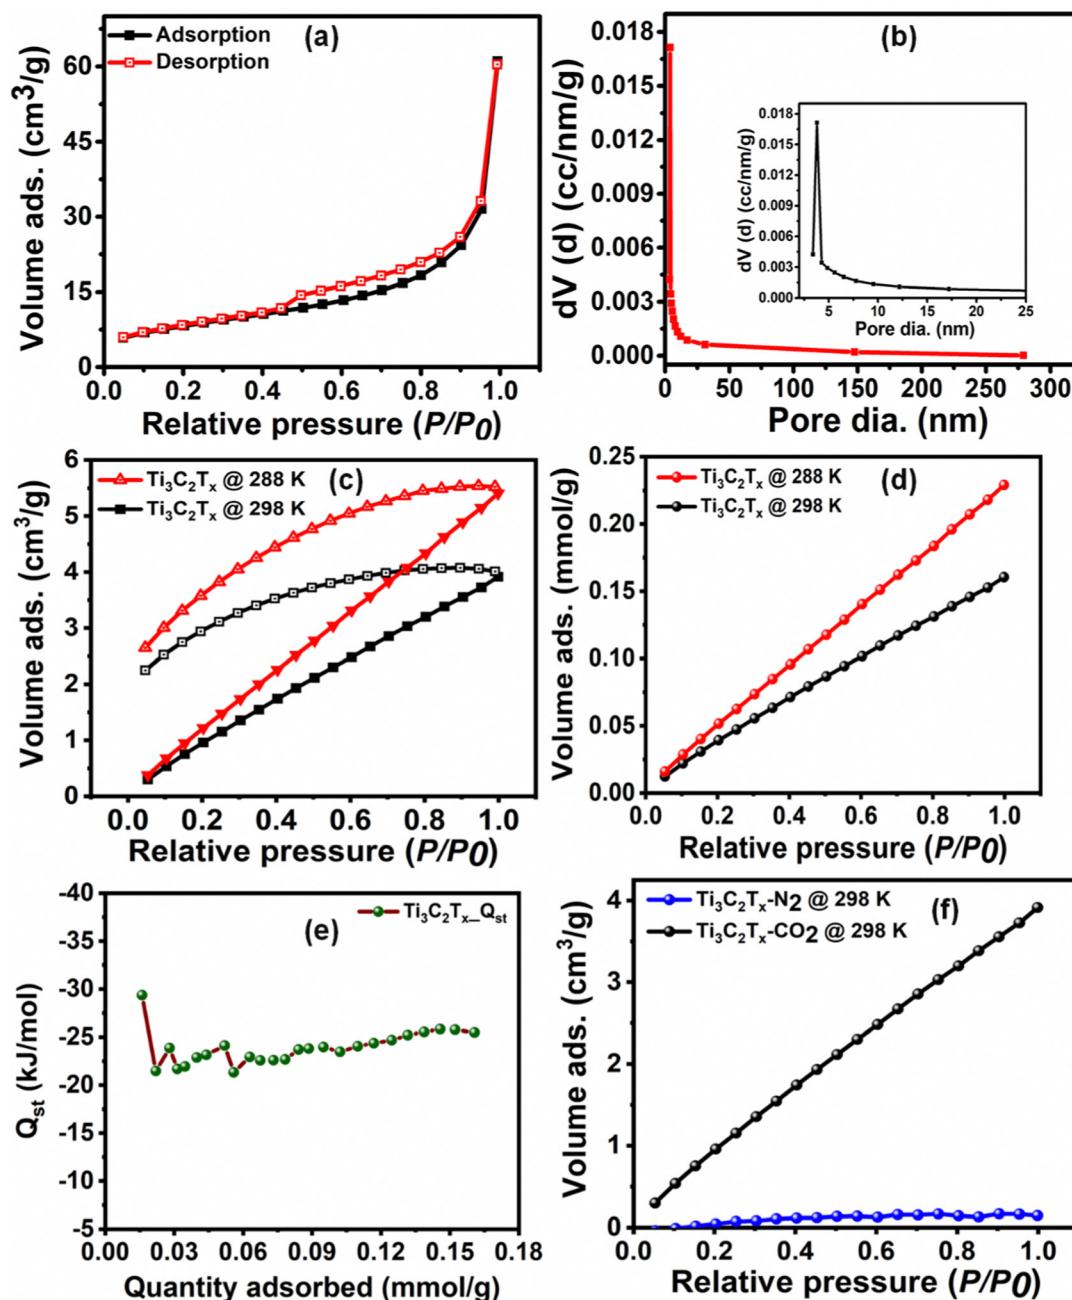 (a)
Adsorption
Desorption
Volume ads. (cm³/g)
60
45
30
15
0
0.0 0.2 0.4 0.6 0.8 1.0
Relative pressure (P/P0)
(b)
dV (d) (cc/nm/g)
0.018
0.015
0.012
0.009
0.006
0.003
0.000
0 50 100 150 200 250 300
Pore dia. (nm)
dV (d) (cc/nm/g)
0.018
0.015
0.012
0.009
0.006
0.003
0.000
5 10 15 20 25
Pore dia. (nm)
(c)
Ti₃C₂Tₓ @ 288 K
Ti₃C₂Tₓ @ 298 K
Volume ads. (cm³/g)
6
5
4
3
2
1
0
0.0 0.2 0.4 0.6 0.8 1.0
Relative pressure (P/P0)
(d)
Ti₃C₂Tₓ @ 288 K
Ti₃C₂Tₓ @ 298 K
Volume ads. (mmol/g)
0.25
0.20
0.15
0.10
0.05
0.00
0.0 0.2 0.4 0.6 0.8 1.0
Relative pressure (P/P0)
(e)
Ti₃C₂Tₓ_Qst
Qst (kJ/mol)
-40
-35
-30
-25
-20
-15
-10
-5
0.00 0.03 0.06 0.09 0.12 0.15 0.18
Quantity adsorbed (mmol/g)
(f)
Ti₃C₂Tₓ-N2 @ 298 K
Ti₃C₂Tₓ-CO2 @ 298 K
Volume ads. (cm³/g)
4
3
2
1
0
0.0 0.2 0.4 0.6 0.8 1.0
Relative pressure (P/P0)